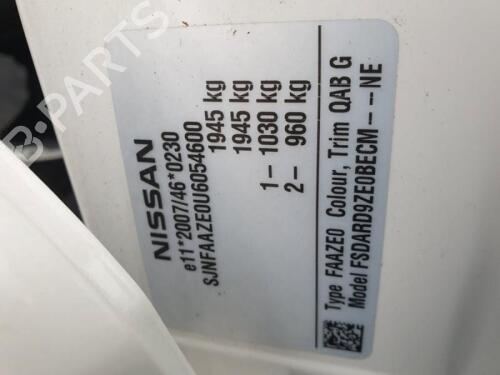 NISSAN
e11*2007/46*0230
SJNFAAZE0U6054600
1945 kg
1945 kg
1- 1030 kg
2- 960 kg
Type FAAZE0 Colour, Trim QAB G
Model FSDARD9ZE0BECM---NE
B-PARTS